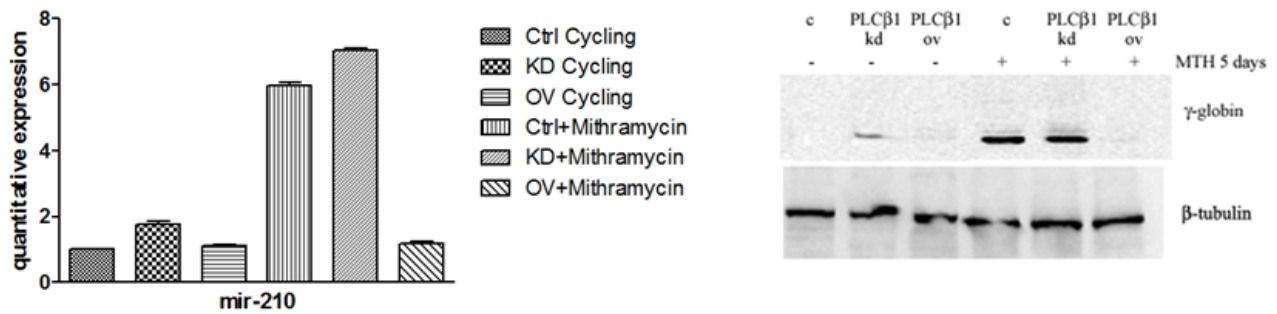 quantitative expression
8
6
4
2
0
mir-210
Ctrl Cycling
KD Cycling
OV Cycling
Ctrl+Mithramycin
KD+Mithramycin
OV+Mithramycin
c PLCβ1 PLCβ1 c PLCβ1 PLCβ1
kd ov kd ov
- - - + + + MTH 5 days
γ-globin
β-tubulin